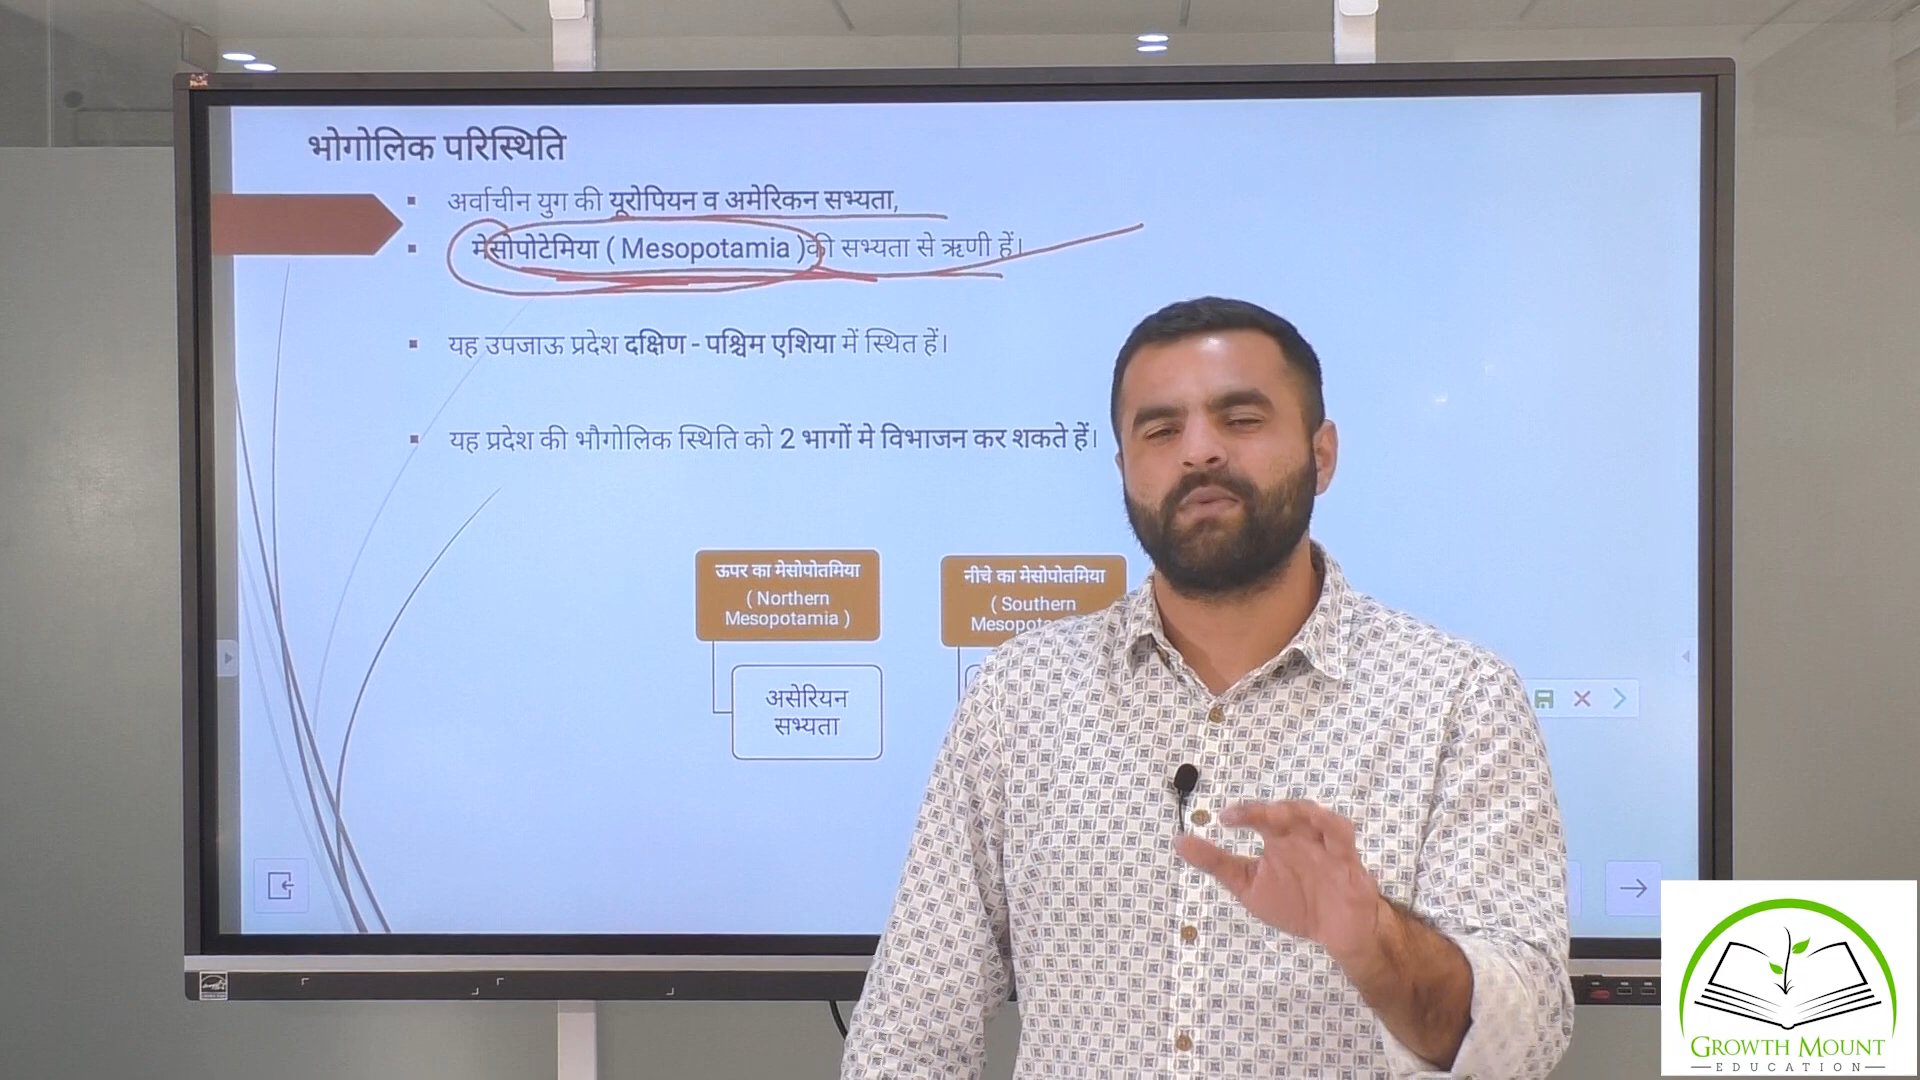 भोगोलिक परिस्थिति
अर्वाचीन युग की यूरोपियन व अमेरिकन सभ्यता,
मेसोपोटेमिया ( Mesopotamia )की सभ्यता से ऋणी हें।
यह उपजाऊ प्रदेश दक्षिण - पश्चिम एशिया में स्थित हें।
यह प्रदेश की भौगोलिक स्थिति को 2 भागों मे विभाजन कर शकते हें।
ऊपर का मेसोपोतमिया
( Northern
Mesopotamia )
असेरियन
सभ्यता
नीचे का मेसोपोतमिया
( Southern
GROWTH MOUNT
EDUCATION